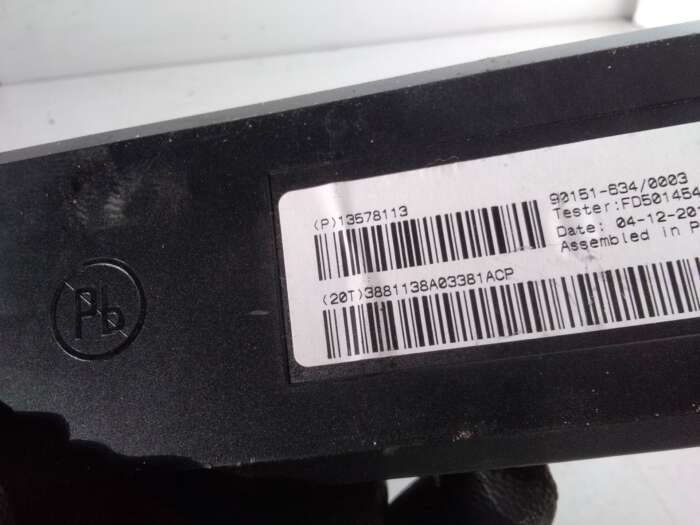 90151-634/0003
Tester:FD501454
Date: 04-12-201
Assembled in P
(P)13578113
(20T)3881138A03381ACP
Pb